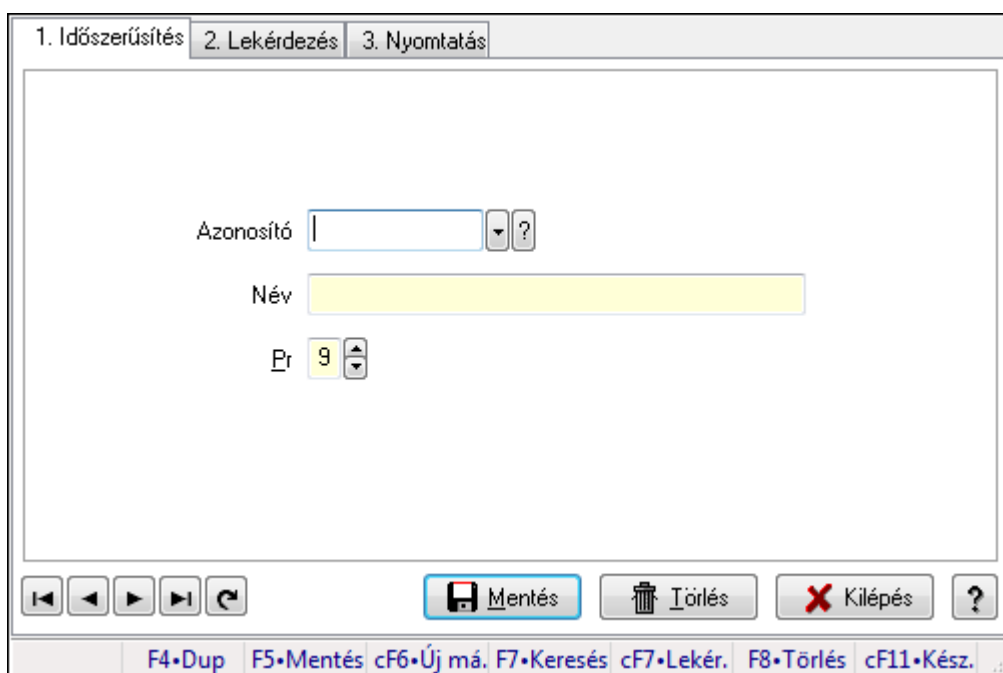 1. Időszerűsítés 2. Lekérdezés 3. Nyomtatás
Azonosító ?
Név
Pr 9
Mentés Törlés Kilépés ?
F4•Dup F5•Mentés cF6•Új má. F7•Keresés cF7•Lekér. F8•Törlés cF11•Kész.